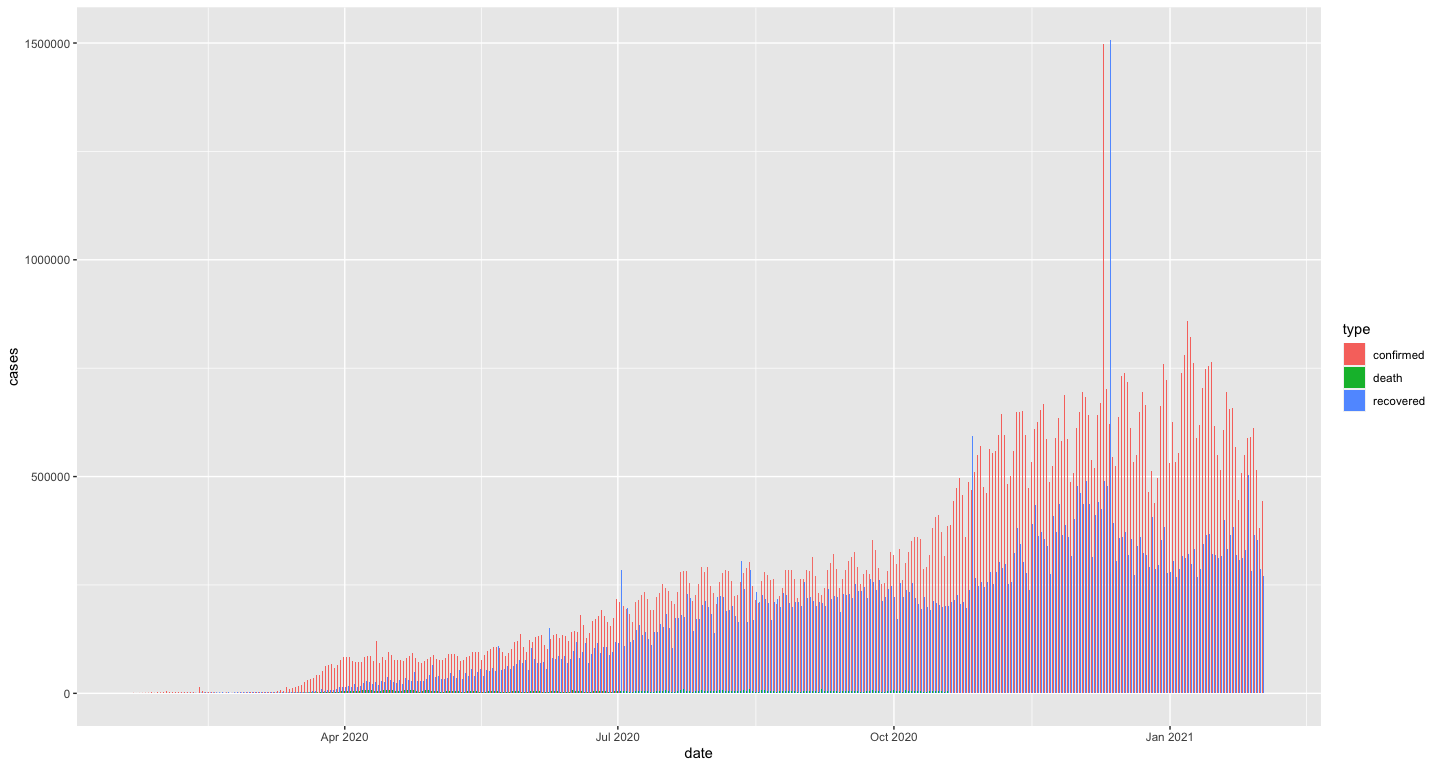 1500000
1000000
500000
0
cases
Apr 2020
Jul 2020
Oct 2020
Jan 2021
date
type
confirmed
death
recovered